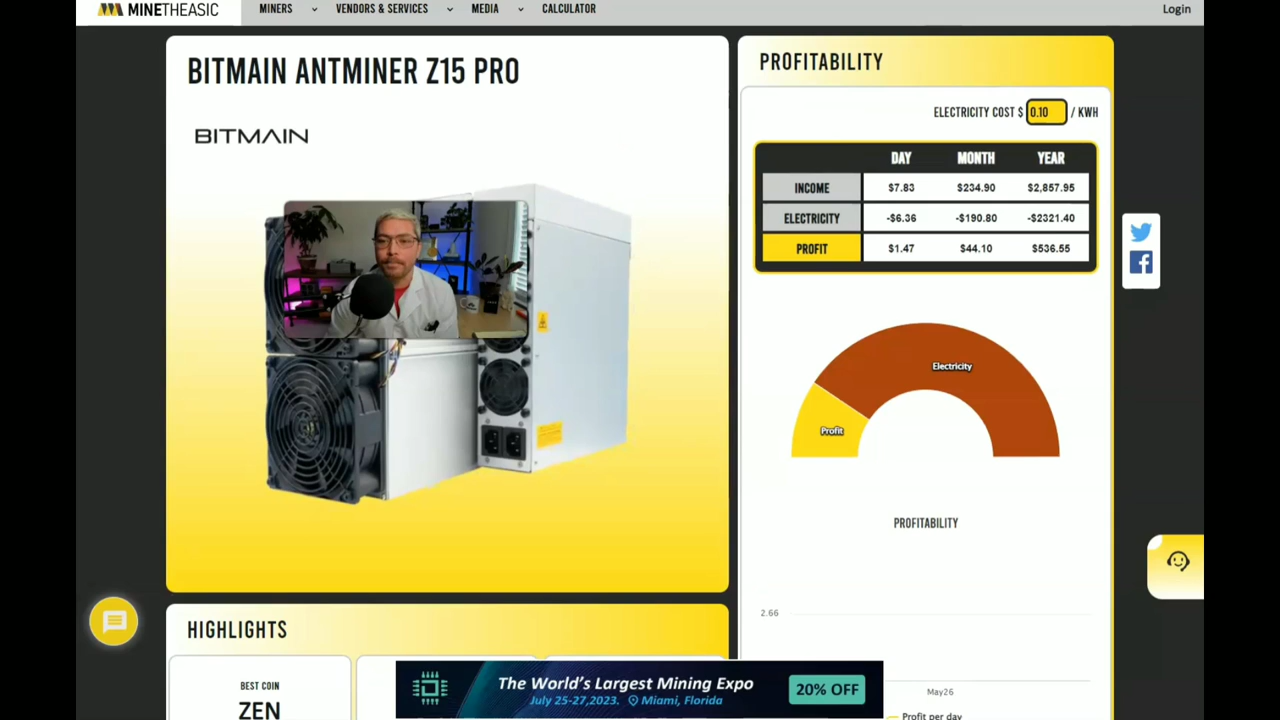 MINETHEASIC
MINERS
VENDORS & SERVICES
MEDIA
CALCULATOR
Login
BITMAIN ANTMINER Z15 PRO
BITMAIN
PROFITABILITY
ELECTRICITY COST $ 0.10 / KWH
DAY MONTH YEAR
INCOME $7.83 $234.90 $2,857.95
ELECTRICITY -$6.36 -$190.80 -$2321.40
PROFIT $1.47 $44.10 $536.55
Electricity
Profit
PROFITABILITY
2.66
May26
Profit per day
HIGHLIGHTS
BEST COIN
ZEN
The World's Largest Mining Expo
July 25-27,2023. Miami, Florida
20% OFF